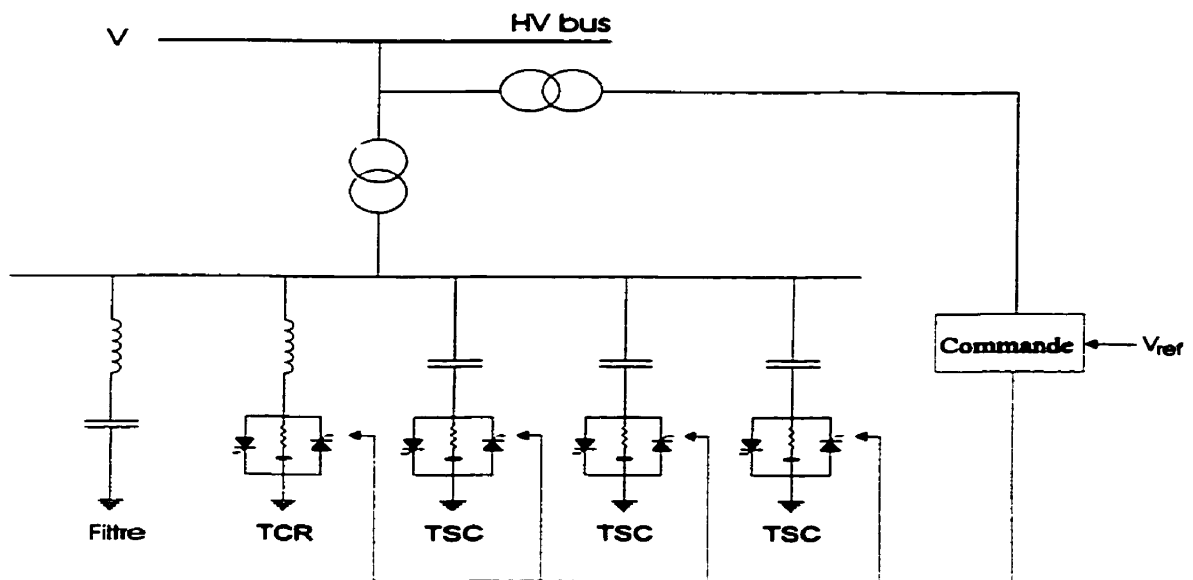 V
HV bus
Commande
Vref
Filtre
TCR
TSC
TSC
TSC